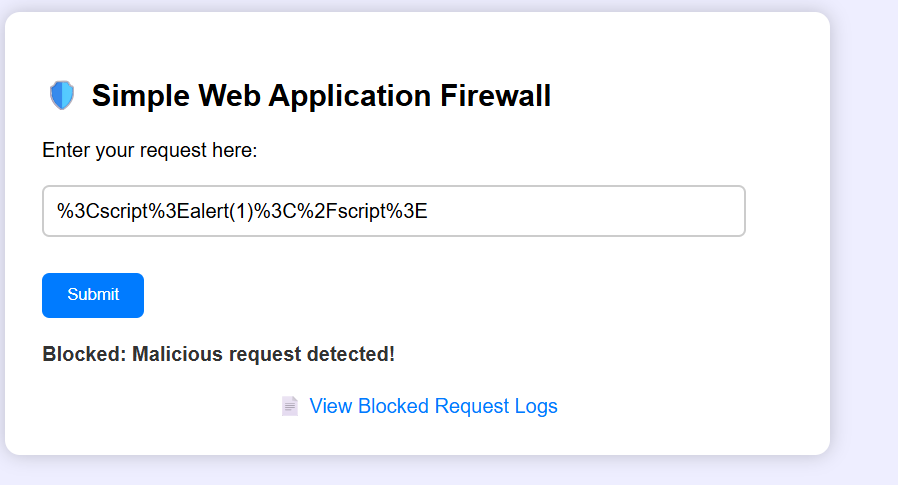 Simple Web Application Firewall
Enter your request here:
%3Cscript%3Ealert(1)%3C%2Fscript%3E
Submit
Blocked: Malicious request detected!
View Blocked Request Logs